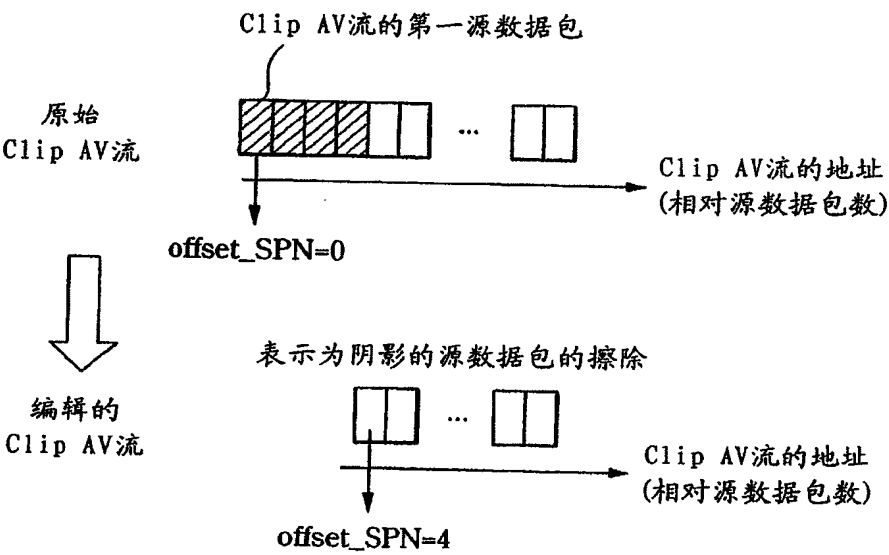 Clip AV流的第一源数据包
原始
Clip AV流
...
Clip AV流的地址
(相对源数据包数)
offset_SPN=0
表示为阴影的源数据包的擦除
编辑的
Clip AV流
...
Clip AV流的地址
(相对源数据包数)
offset_SPN=4